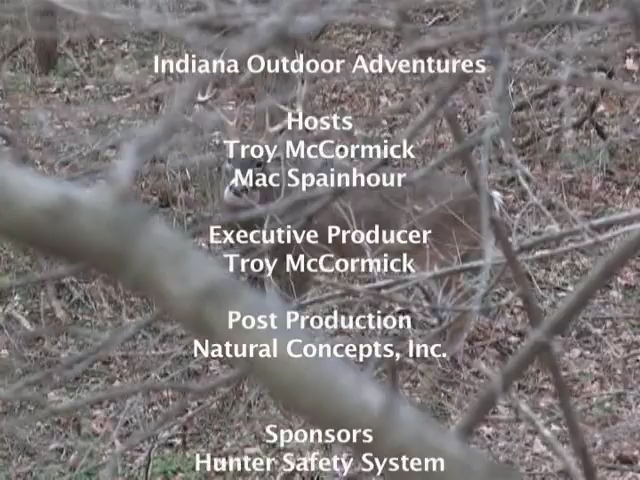 Indiana Outdoor Adventures
Hosts
Troy McCormick
Mac Spainhour
Executive Producer
Troy McCormick
Post Production
Natural Concepts, Inc.
Sponsors
Hunter Safety System